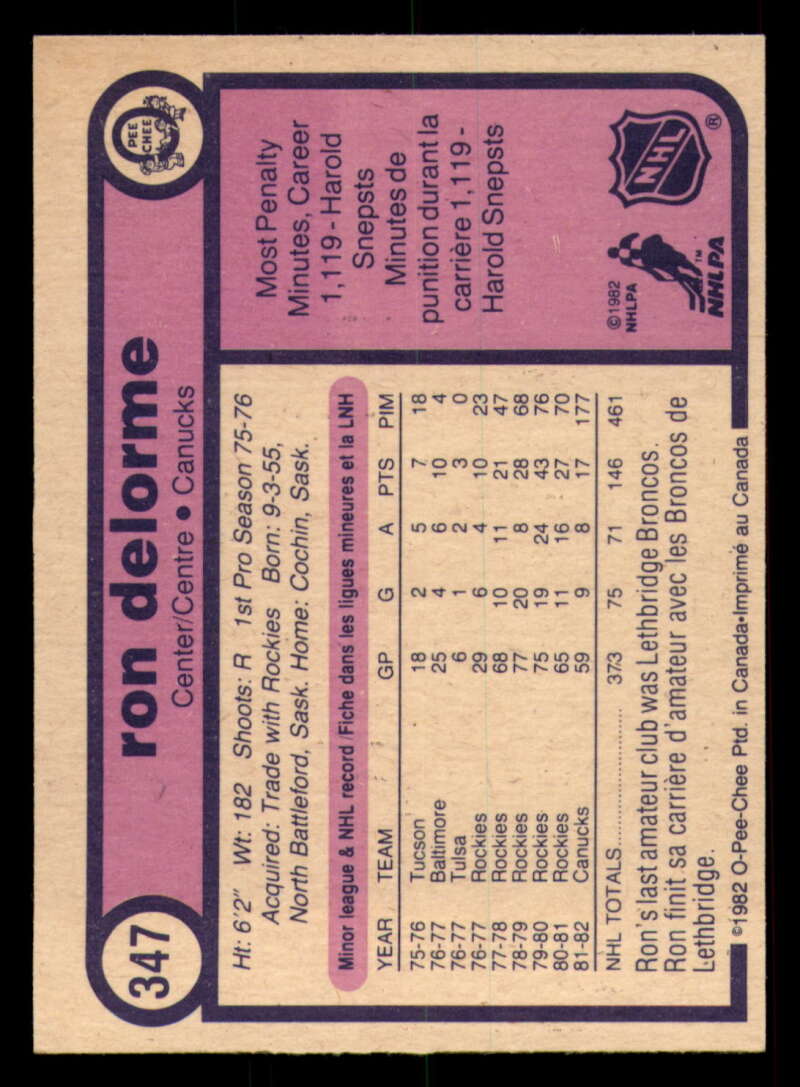 347
ron delorme
Center/Centre • Canucks
O PEE CHEE
Ht: 6'2" Wt: 182 Shoots: R 1st Pro Season 75-76
Acquired: Trade with Rockies Born: 9-3-55,
North Battleford, Sask. Home: Cochin, Sask.
Minor league & NHL record/Fiche dans les ligues mineures et la LNH
YEAR TEAM GP G A PTS PIM
75-76 Tucson 18 2 5 7 18
76-77 Baltimore 25 4 6 10 4
76-77 Tulsa 6 1 2 3 0
76-77 Rockies 29 6 4 10 23
77-78 Rockies 68 10 11 21 47
78-79 Rockies 77 20 8 28 68
79-80 Rockies 75 19 24 43 76
80-81 Rockies 65 11 16 27 70
81-82 Canucks 59 9 8 17 177
NHL TOTALS.................. 373 75 71 146 461
Ron's last amateur club was Lethbridge Broncos.
Ron finit sa carrière d'amateur avec les Broncos de
Lethbridge.
©1982 O-Pee-Chee Ptd. in Canada•Imprimé au Canada
Most Penalty
Minutes, Career
1,119 - Harold
Snepsts
Minutes de
punition durant la
carrière 1,119 -
Harold Snepsts
©1982
NHLPA
NHLPA™
NHL®